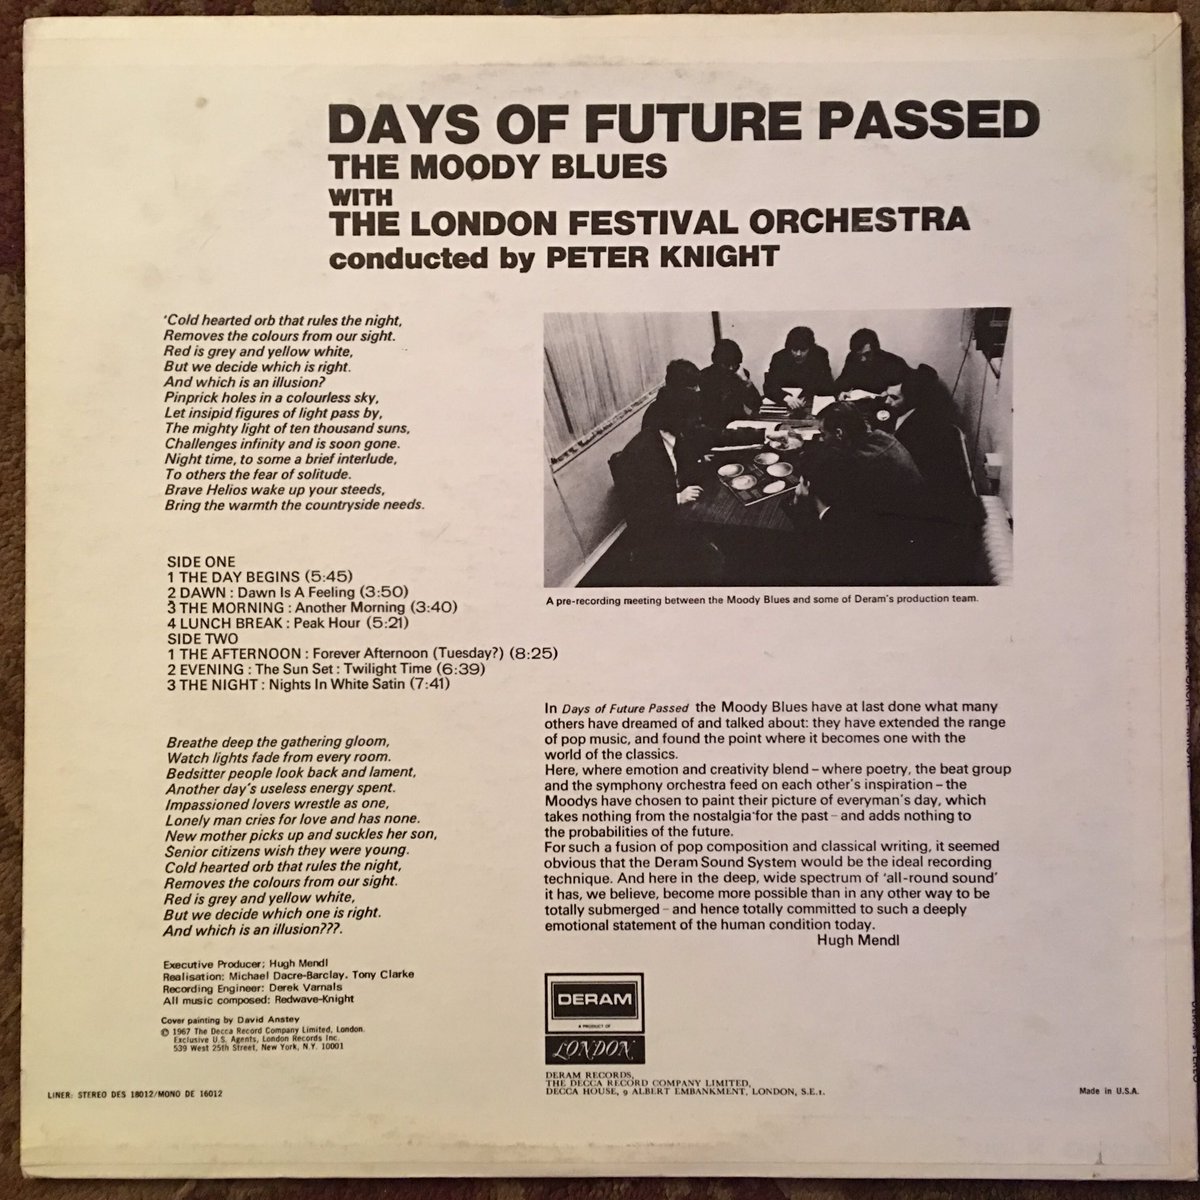 DAYS OF FUTURE PASSED
THE MOODY BLUES
WITH
THE LONDON FESTIVAL ORCHESTRA
conducted by PETER KNIGHT
'Cold hearted orb that rules the night,
Removes the colours from our sight.
Red is grey and yellow white,
But we decide which is right.
And which is an illusion?
Pinprick holes in a colourless sky,
Let insipid figures of light pass by,
The mighty light of ten thousand suns,
Challenges infinity and is soon gone.
Night time, to some a brief interlude,
To others the fear of solitude.
Brave Helios wake up your steeds,
Bring the warmth the countryside needs.
SIDE ONE
1 THE DAY BEGINS (5:45)
2 DAWN : Dawn Is A Feeling (3:50)
3 THE MORNING : Another Morning (3:40)
4 LUNCH BREAK : Peak Hour (5:21)
SIDE TWO
1 THE AFTERNOON : Forever Afternoon (Tuesday?) (8:25)
2 EVENING : The Sun Set : Twilight Time (6:39)
3 THE NIGHT : Nights In White Satin (7:41)
Breathe deep the gathering gloom,
Watch lights fade from every room.
Bedsitter people look back and lament,
Another day's useless energy spent.
Impassioned lovers wrestle as one,
Lonely man cries for love and has none.
New mother picks up and suckles her son,
Senior citizens wish they were young.
Cold hearted orb that rules the night,
Removes the colours from our sight.
Red is grey and yellow white,
But we decide which one is right.
And which is an illusion???.
Executive Producer: Hugh Mendl
Realisation: Michael Dacre-Barclay. Tony Clarke
Recording Engineer: Derek Varnals
All music composed: Redwave-Knight
Cover painting by David Anstey
© 1967 The Decca Record Company Limited, London.
Exclusive U.S. Agents, London Records Inc.
539 West 25th Street, New York, N.Y. 10001
LINER: STEREO DES 18012/MONO DE 16012
A pre-recording meeting between the Moody Blues and some of Deram's production team.
In Days of Future Passed the Moody Blues have at last done what many
others have dreamed of and talked about: they have extended the range
of pop music, and found the point where it becomes one with the
world of the classics.
Here, where emotion and creativity blend – where poetry, the beat group
and the symphony orchestra feed on each other's inspiration – the
Moodys have chosen to paint their picture of everyman's day, which
takes nothing from the nostalgia for the past – and adds nothing to
the probabilities of the future.
For such a fusion of pop composition and classical writing, it seemed
obvious that the Deram Sound System would be the ideal recording
technique. And here in the deep, wide spectrum of 'all-round sound'
it has, we believe, become more possible than in any other way to be
totally submerged – and hence totally committed to such a deeply
emotional statement of the human condition today.
Hugh Mendl
DERAM
A PRODUCT OF
LONDON
DERAM RECORDS,
THE DECCA RECORD COMPANY LIMITED,
DECCA HOUSE, 9 ALBERT EMBANKMENT, LONDON, S.E.1.
Made in U.S.A.